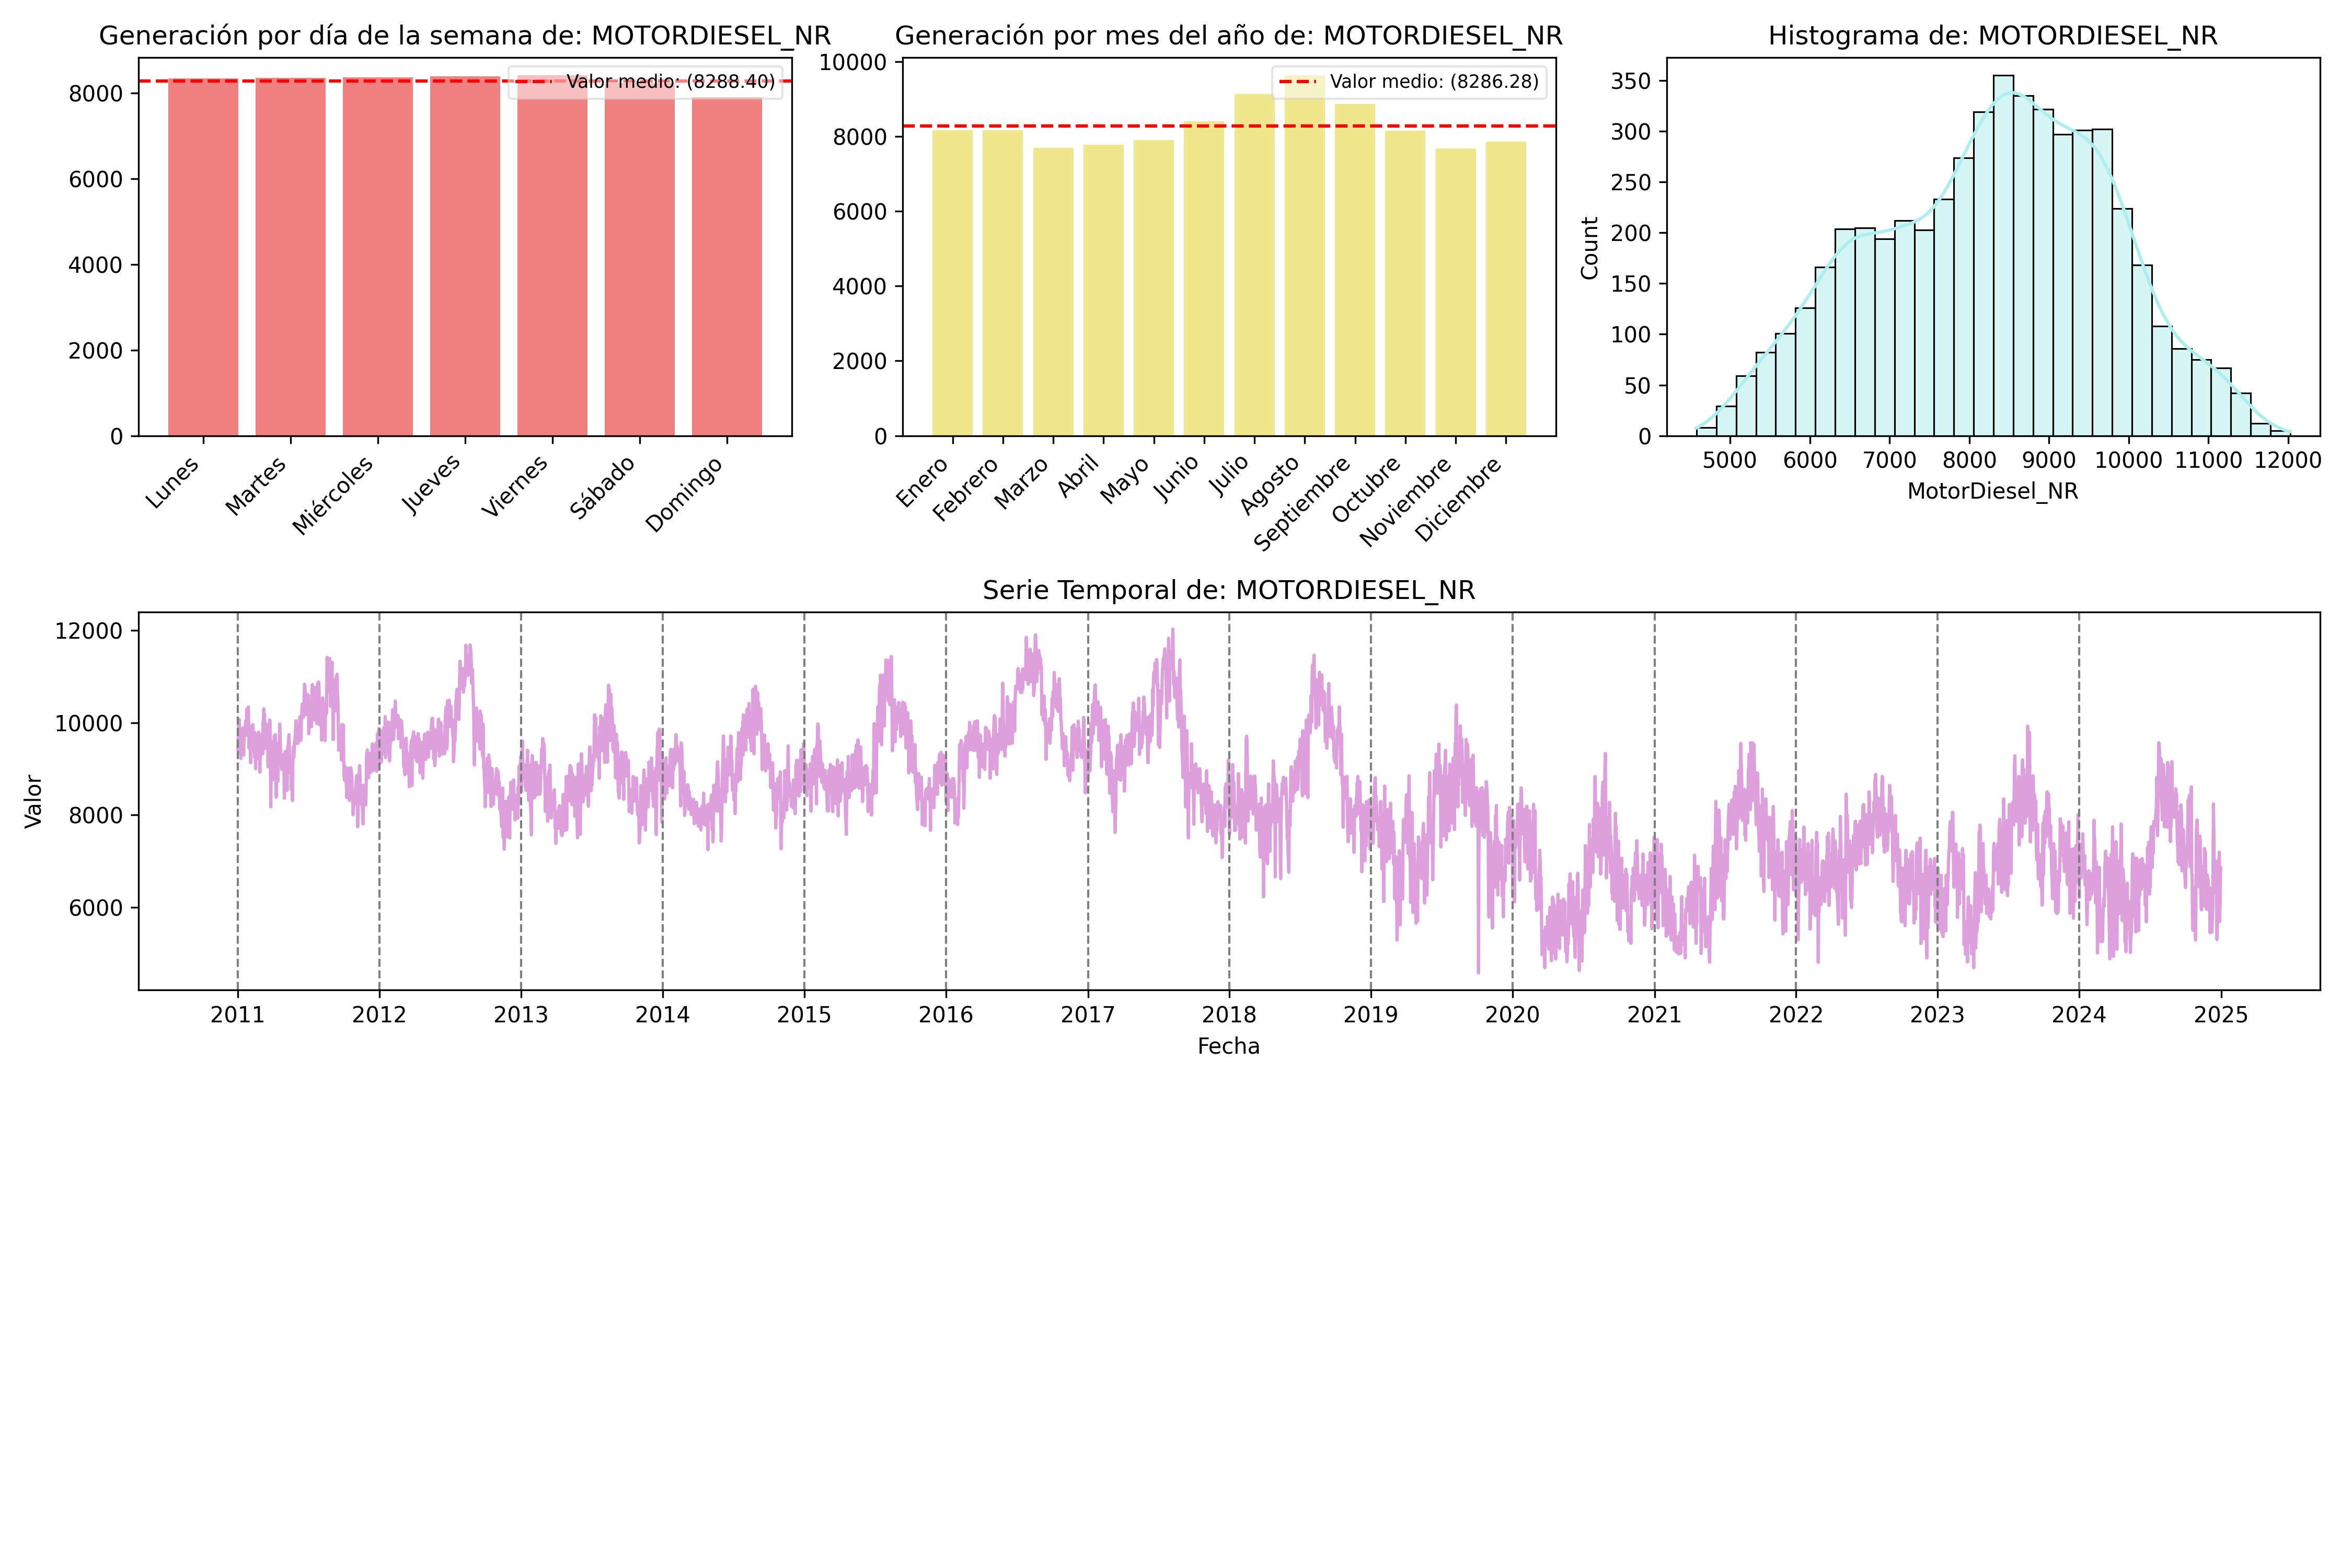 Generación por día de la semana de: MOTORDIESEL_NR
Valor medio: (8288.40)
8000
6000
4000
2000
0
Lunes
Martes
Miércoles
Jueves
Viernes
Sábado
Domingo
Generación por mes del año de: MOTORDIESEL_NR
Valor medio: (8286.28)
10000
8000
6000
4000
2000
0
Enero
Febrero
Marzo
Abril
Mayo
Junio
Julio
Agosto
Septiembre
Octubre
Noviembre
Diciembre
Histograma de: MOTORDIESEL_NR
Count
350
300
250
200
150
100
50
0
5000 6000 7000 8000 9000 10000 11000 12000
MotorDiesel_NR
Serie Temporal de: MOTORDIESEL_NR
Valor
12000
10000
8000
6000
2011 2012 2013 2014 2015 2016 2017 2018 2019 2020 2021 2022 2023 2024 2025
Fecha